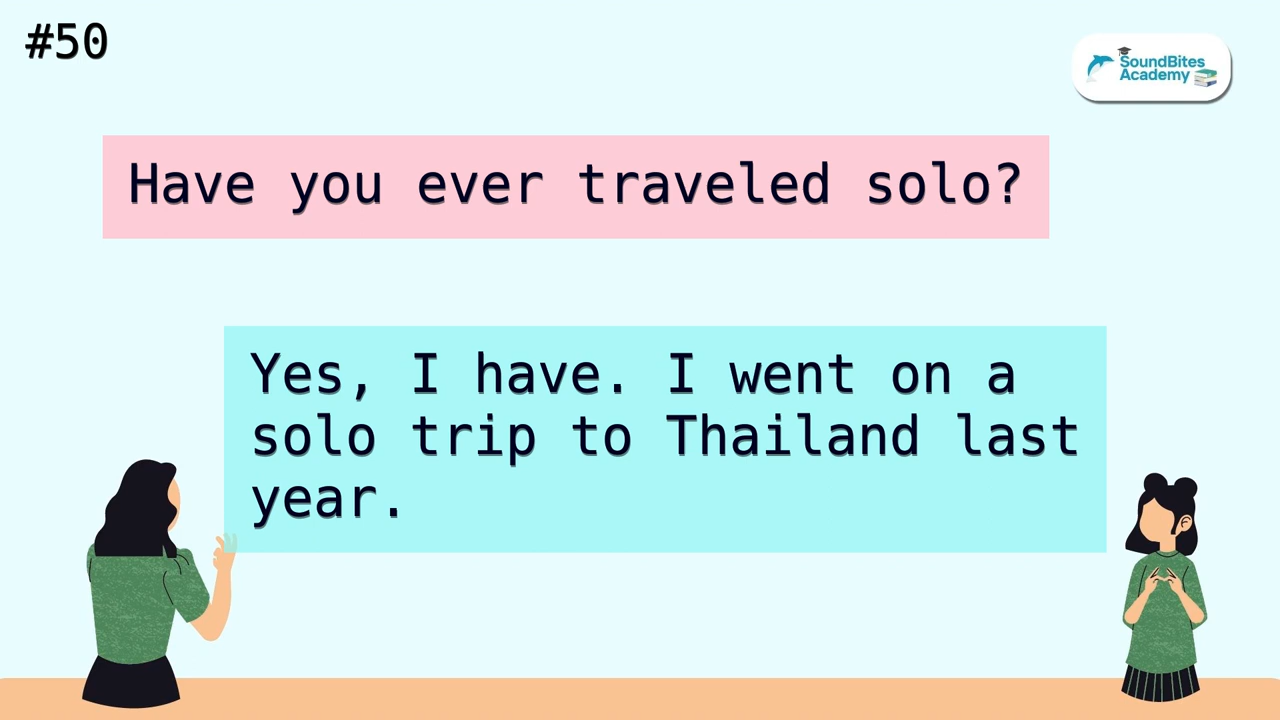 #50
SoundBites
Academy
Have you ever traveled solo?
Yes, I have. I went on a
solo trip to Thailand last
year.